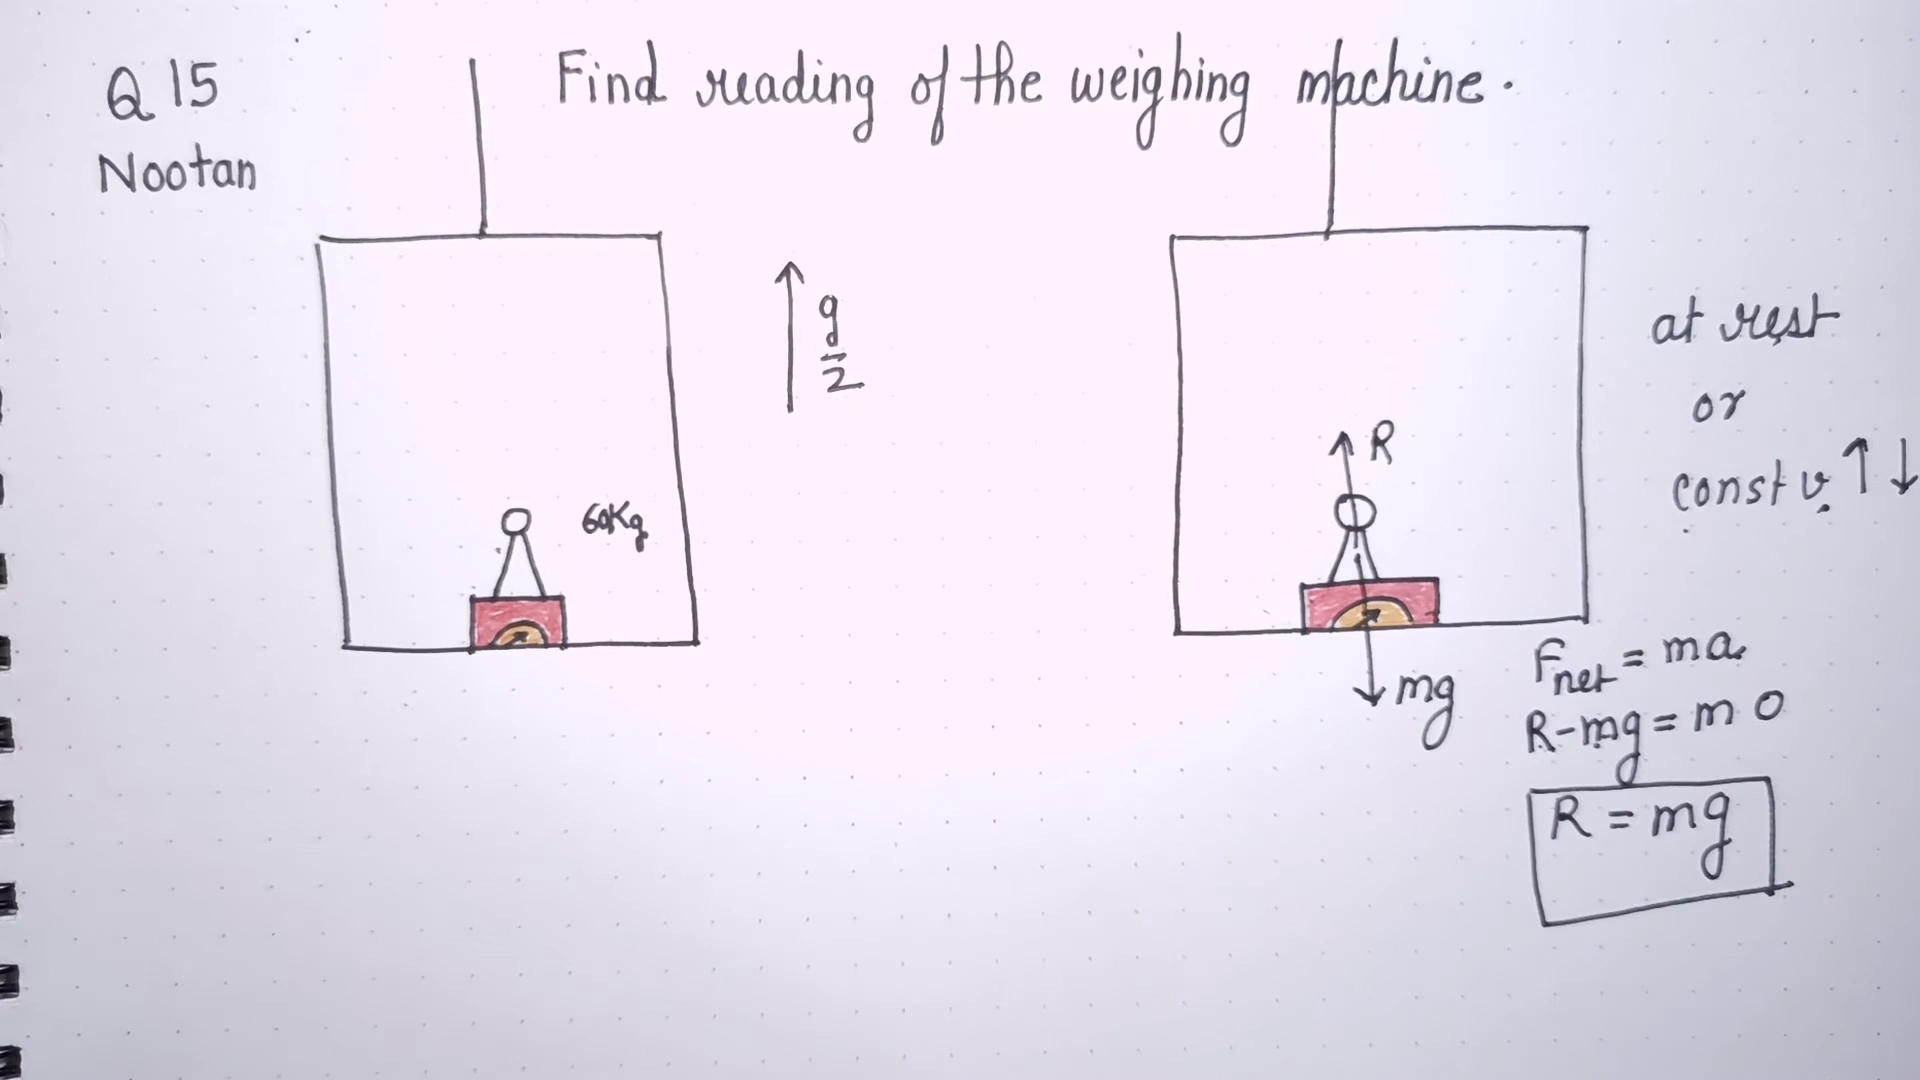 Q 15
Nootan
Find reading of the weighing machine.
g/2
60Kg
R
mg
at rest
or
const v ↑ ↓
Fnet = ma
R-mg = m 0
R = mg